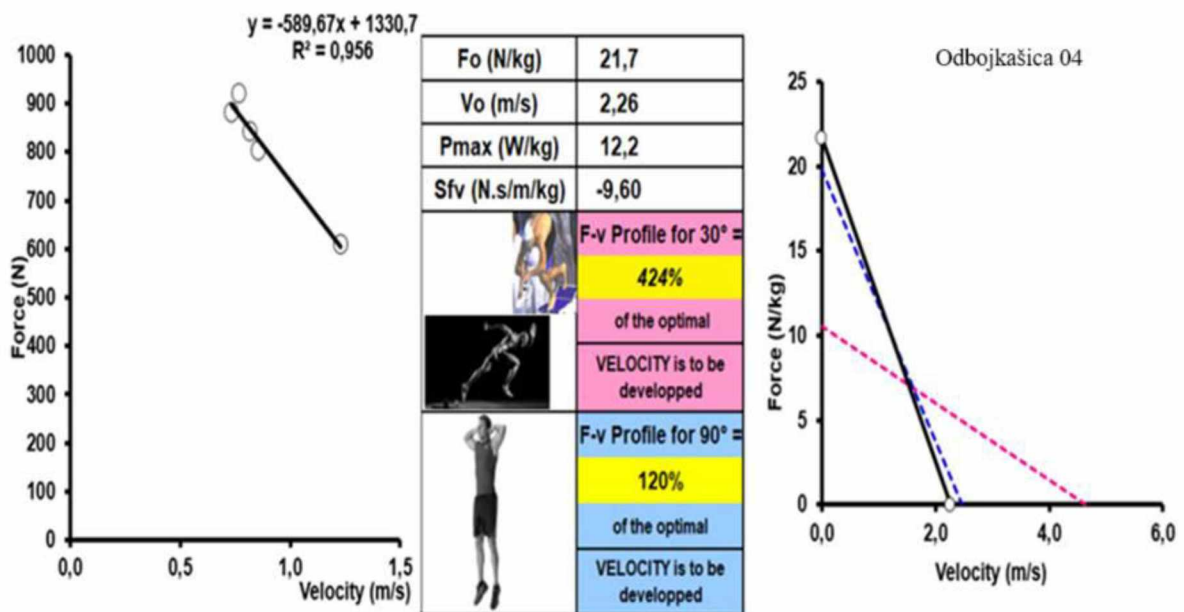 y = -589,67x + 1330,7
R² = 0,956
1000
900
800
700
600
500
400
300
200
100
0
Force (N)
0,0
0,5
1,0
1,5
Velocity (m/s)
Fo (N/kg) 21,7
Vo (m/s) 2,26
Pmax (W/kg) 12,2
Sfv (N.s/m/kg) -9,60
F-v Profile for 30° =
424%
of the optimal
VELOCITY is to be
developped
F-v Profile for 90° =
120%
of the optimal
VELOCITY is to be
developped
Odbojkašica 04
25
20
15
10
5
0
Force (N/kg)
0,0
2,0
4,0
6,0
Velocity (m/s)